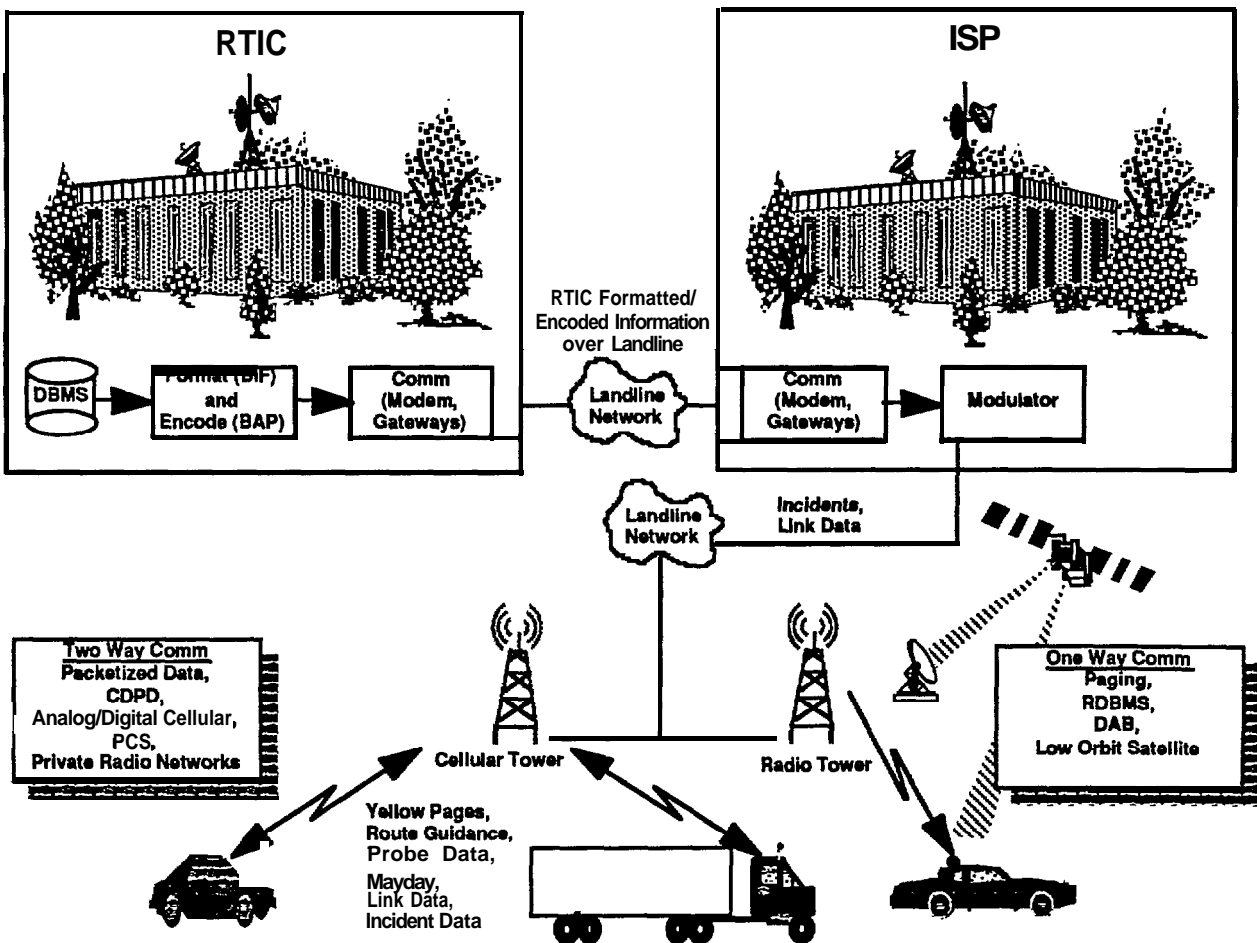 RTIC
ISP
RTIC Formatted/
Encoded Information
over Landline
DBMS
Format (BIF)
and
Encode (BAP)
Comm
(Modem,
Gateways)
Landline
Network
Comm
(Modem,
Gateways)
Modulator
Landline
Network
Incidents,
Link Data
Two Way Comm
Packetized Data,
CDPD,
Analog/Digital Cellular,
PCS,
Private Radio Networks
Cellular Tower
Radio Tower
One Way Comm
Paging,
RDBMS,
DAB,
Low Orbit Satellite
Yellow Pages,
Route Guidance,
Probe Data,
Mayday,
Link Data,
Incident Data